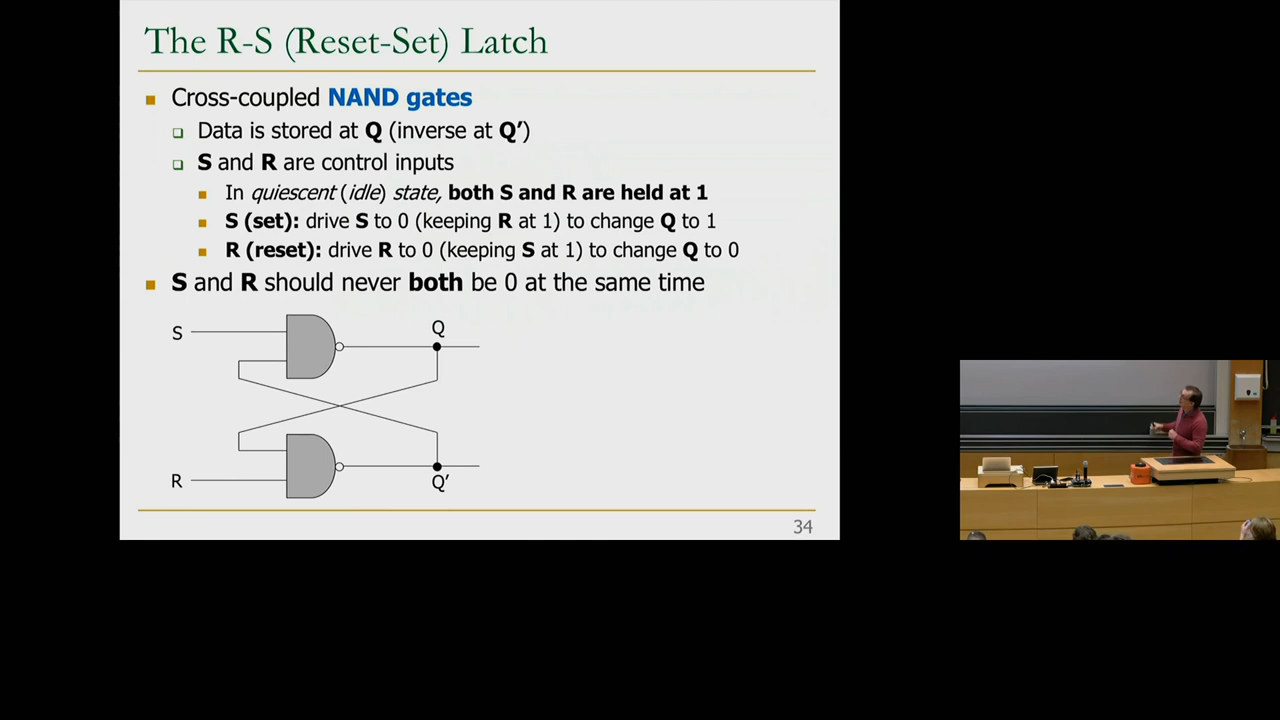 The R-S (Reset-Set) Latch
Cross-coupled NAND gates
Data is stored at Q (inverse at Q’)
S and R are control inputs
In quiescent (idle) state, both S and R are held at 1
S (set): drive S to 0 (keeping R at 1) to change Q to 1
R (reset): drive R to 0 (keeping S at 1) to change Q to 0
S and R should never both be 0 at the same time
S
Q
R
Q’
34